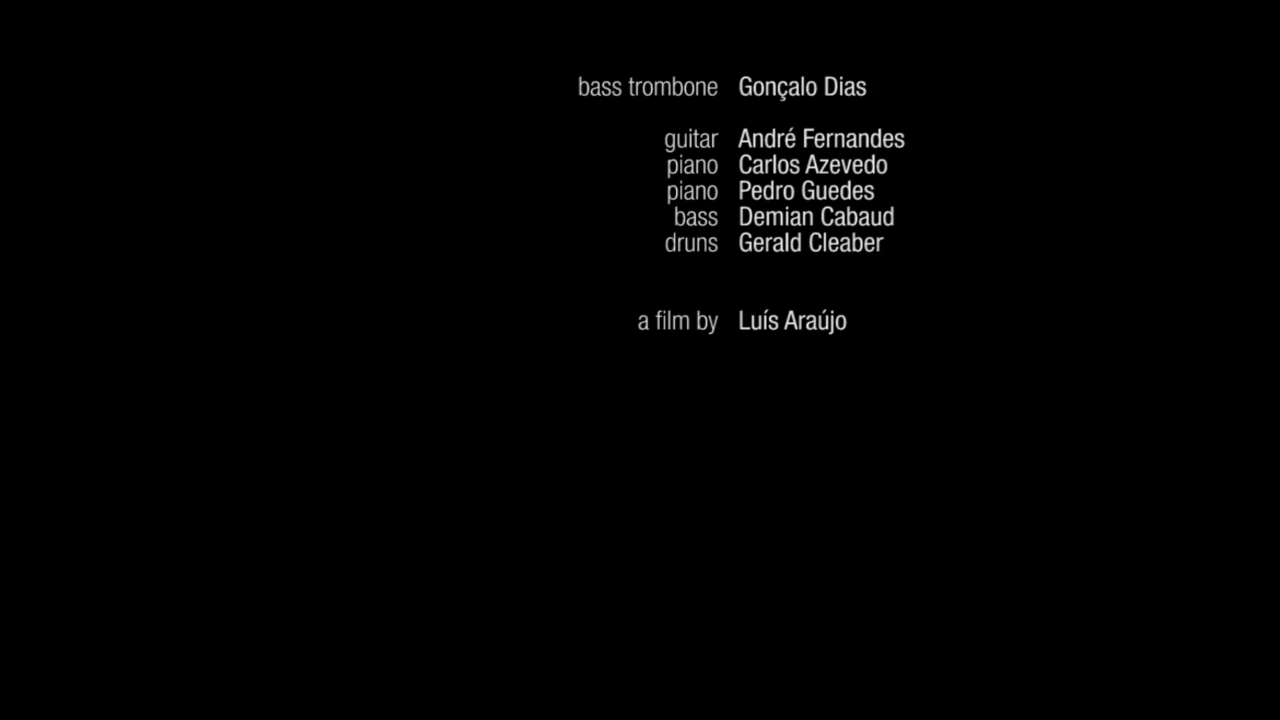 bass trombone Gonçalo Dias
guitar André Fernandes
piano Carlos Azevedo
piano Pedro Guedes
bass Demian Cabaud
druns Gerald Cleaber
a film by Luís Araújo